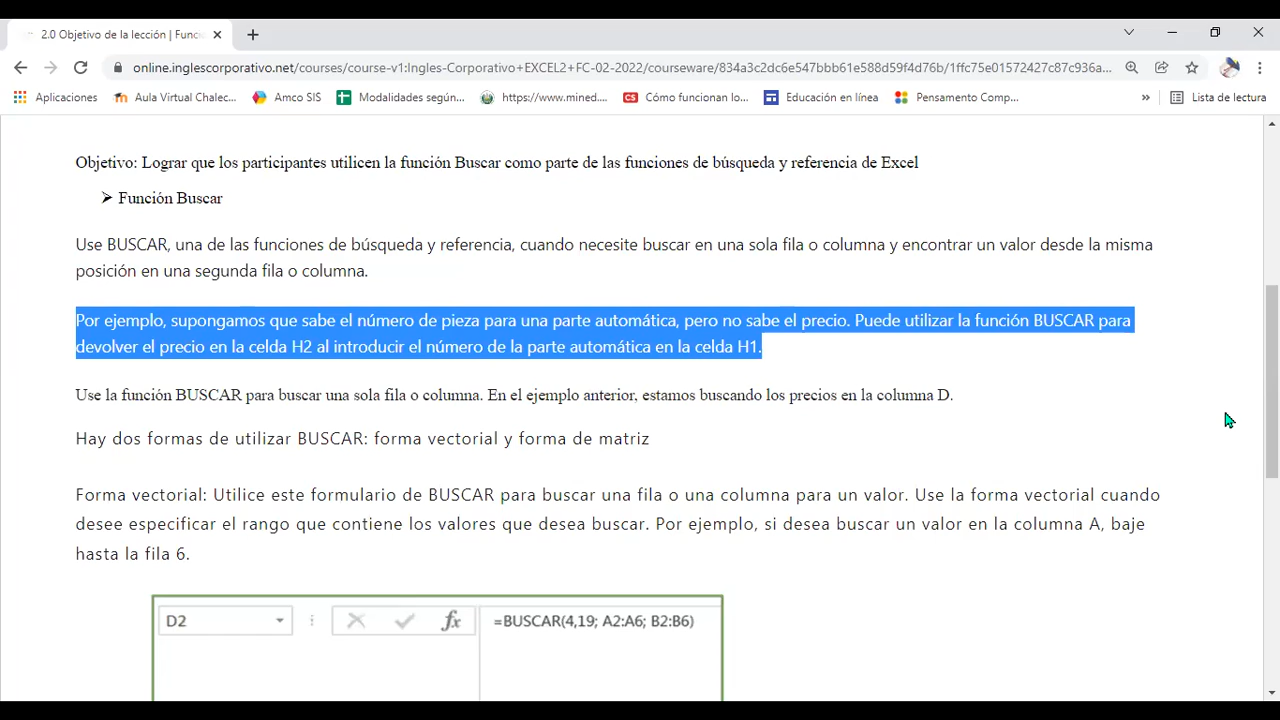 2.0 Objetivo de la lección | Func
online.inglescorporativo.net/courses/course-v1:Ingles-Corporativo+EXCEL2+FC-02-2022/courseware/834a3c2dc6e547bbb61e588d59f4d76b/1ffc75e01572427c87c936a...
Aplicaciones Aula Virtual Chalec... Amco SIS Modalidades según... https://www.mined.... Cómo funcionan lo... Educación en línea Pensamento Comp... » Lista de lectura
Objetivo: Lograr que los participantes utilicen la función Buscar como parte de las funciones de búsqueda y referencia de Excel
➢ Función Buscar
Use BUSCAR, una de las funciones de búsqueda y referencia, cuando necesite buscar en una sola fila o columna y encontrar un valor desde la misma
posición en una segunda fila o columna.
Por ejemplo, supongamos que sabe el número de pieza para una parte automática, pero no sabe el precio. Puede utilizar la función BUSCAR para
devolver el precio en la celda H2 al introducir el número de la parte automática en la celda H1.
Use la función BUSCAR para buscar una sola fila o columna. En el ejemplo anterior, estamos buscando los precios en la columna D.
Hay dos formas de utilizar BUSCAR: forma vectorial y forma de matriz
Forma vectorial: Utilice este formulario de BUSCAR para buscar una fila o una columna para un valor. Use la forma vectorial cuando
desee especificar el rango que contiene los valores que desea buscar. Por ejemplo, si desea buscar un valor en la columna A, baje
hasta la fila 6.
D2 fx =BUSCAR(4,19; A2:A6; B2:B6)